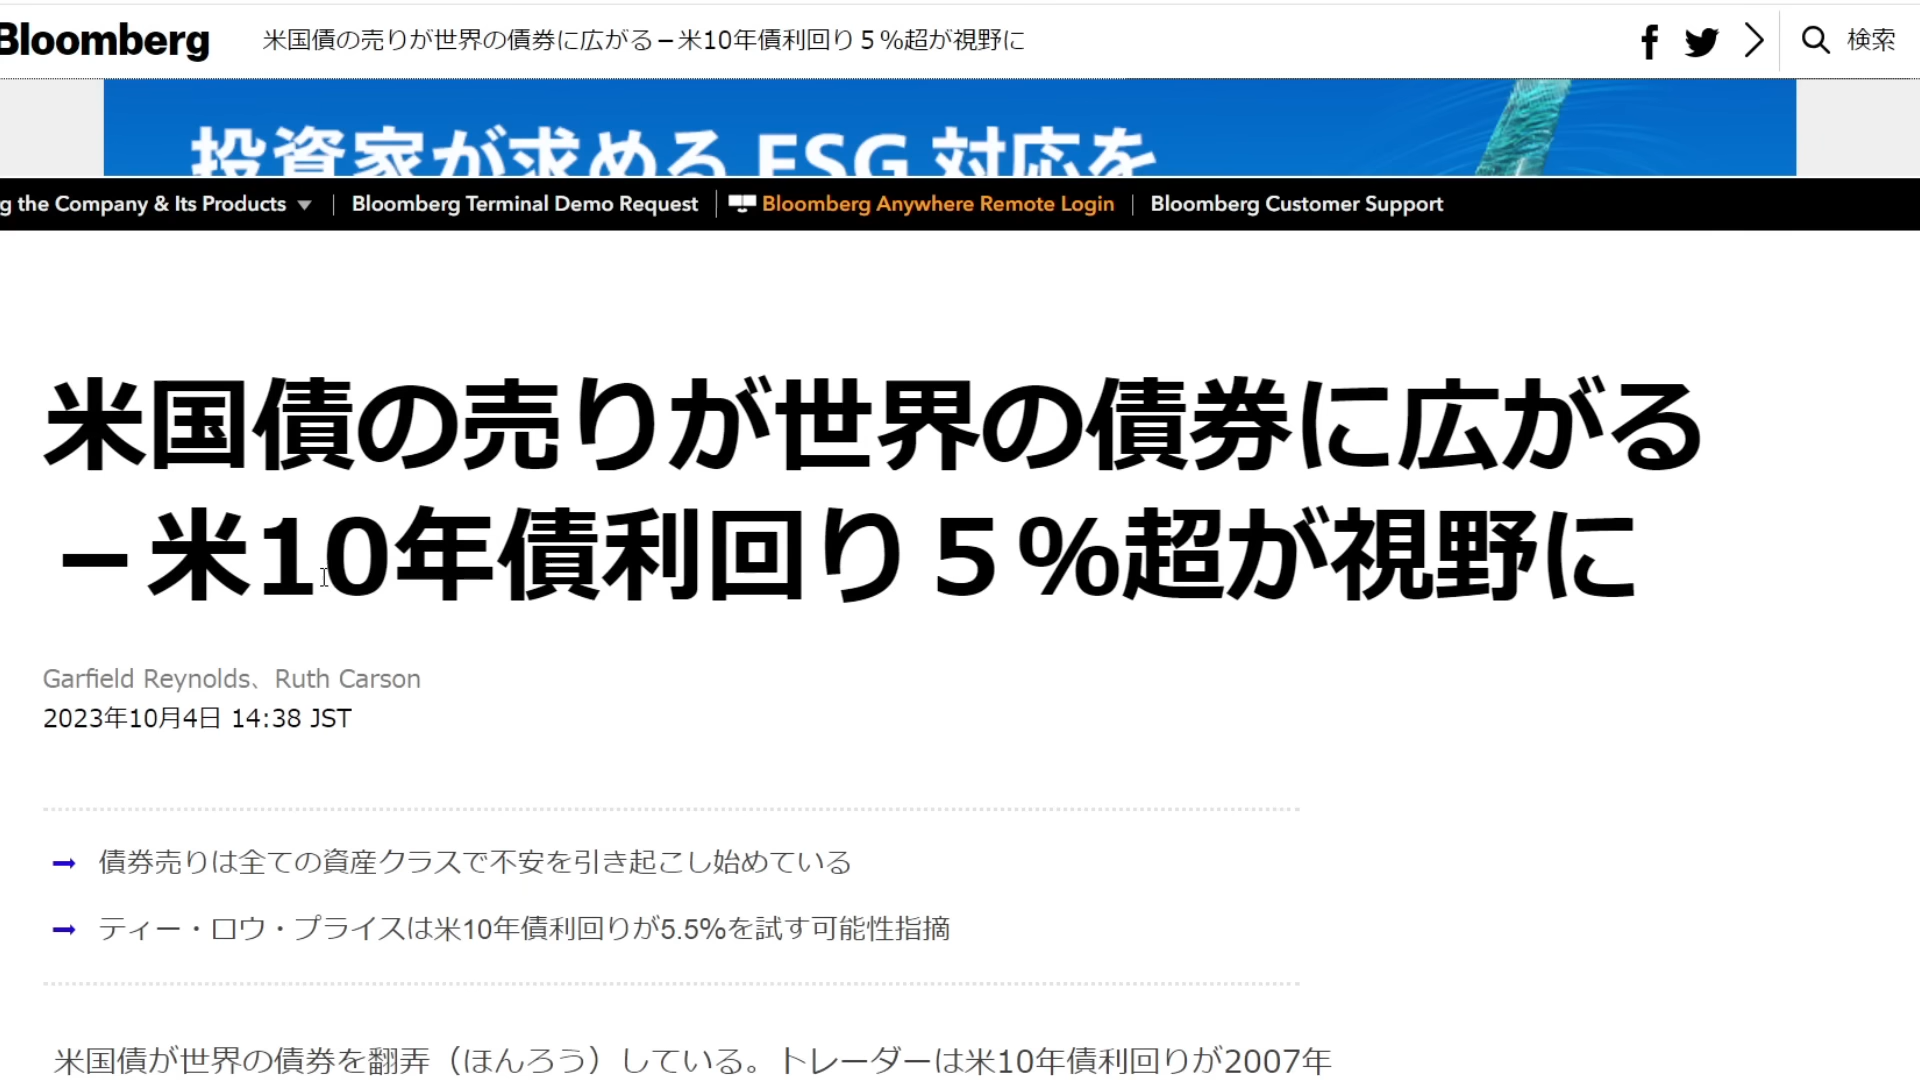 Bloomberg
米国債の売りが世界の債券に広がる－米10年債利回り５%超が視野に
検索
投資家が求める ESG 対応を
g the Company & Its Products
Bloomberg Terminal Demo Request
Bloomberg Anywhere Remote Login
Bloomberg Customer Support
米国債の売りが世界の債券に広がる
－米10年債利回り５%超が視野に
Garfield Reynolds、Ruth Carson
2023年10月4日 14:38 JST
債券売りは全ての資産クラスで不安を引き起こし始めている
ティー・ロウ・プライスは米10年債利回りが5.5%を試す可能性指摘
米国債が世界の債券を翻弄（ほんろう）している。トレーダーは米10年債利回りが2007年